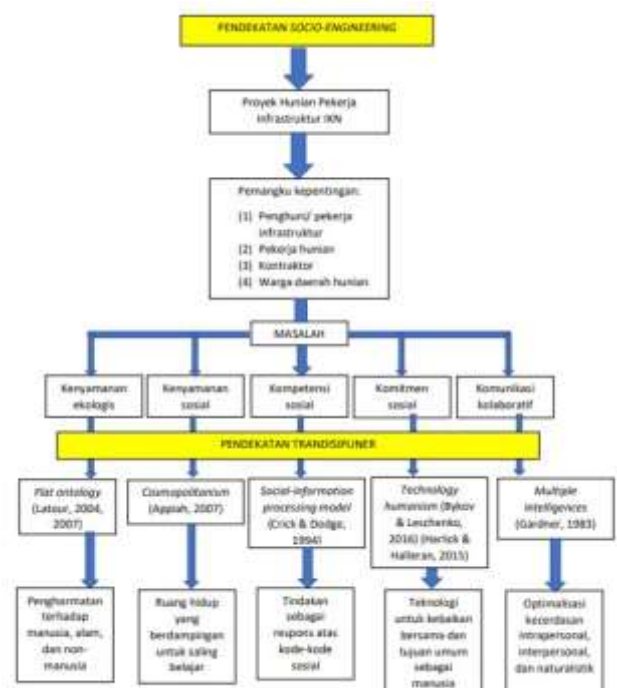 PENDEKATAN SOCIO-ENGINEERING
Proyek Hunian Pekerja
Infrastruktur IKN
Pemangku kepentingan:
(1) Penghuni/ pekerja
infrastruktur
(2) Pekerja hunian
(3) Kontraktor
(4) Warga daerah hunian
MASALAH
Kenyamanan
ekologis
Kenyamanan
sosial
Kompetensi
sosial
Komitmen
sosial
Komunikasi
kolaboratif
PENDEKATAN TRANDISIPLINER
Flat ontology
(Latour, 2004,
2007)
Cosmopolitanism
(Appiah, 2007)
Social-information
processing model
(Crick & Dodge,
1994)
Technology
humanism (Bykov
& Leschenko,
2016) (Herlick &
Halleran, 2015)
Multiple
intelligences
(Gardner, 1983)
Penghormatan
terhadap
manusia, alam,
dan non-
manusia
Ruang hidup
yang
berdampingan
untuk saling
belajar
Tindakan
sebagai
respons atas
kode-kode
sosial
Teknologi
untuk kebaikan
bersama dan
tujuan umum
sebagai
manusia
Optimalisasi
kecerdasan
intrapersonal,
interpersonal,
dan naturalistik